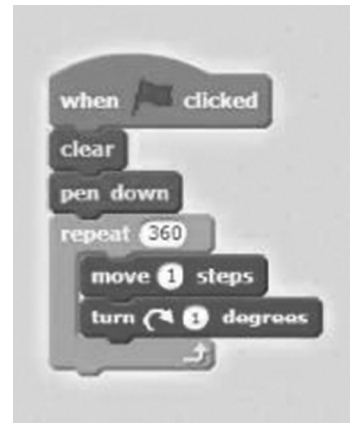 when clicked
clear
pen down
repeat 360
move 1 steps
turn 1 degrees